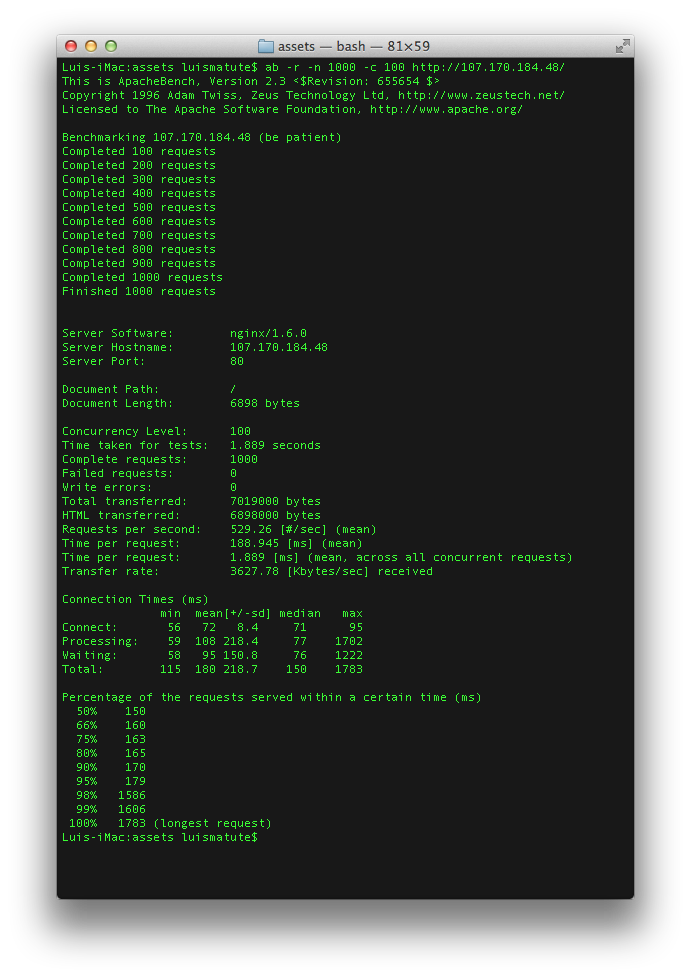 assets — bash — 81×59
Luis-iMac:assets luismatute$ ab -r -n 1000 -c 100 http://107.170.184.48/
This is ApacheBench, Version 2.3 <$Revision: 655654 $>
Copyright 1996 Adam Twiss, Zeus Technology Ltd, http://www.zeustech.net/
Licensed to The Apache Software Foundation, http://www.apache.org/

Benchmarking 107.170.184.48 (be patient)
Completed 100 requests
Completed 200 requests
Completed 300 requests
Completed 400 requests
Completed 500 requests
Completed 600 requests
Completed 700 requests
Completed 800 requests
Completed 900 requests
Completed 1000 requests
Finished 1000 requests


Server Software:        nginx/1.6.0
Server Hostname:        107.170.184.48
Server Port:            80

Document Path:          /
Document Length:        6898 bytes

Concurrency Level:      100
Time taken for tests:   1.889 seconds
Complete requests:      1000
Failed requests:        0
Write errors:           0
Total transferred:      7019000 bytes
HTML transferred:       6898000 bytes
Requests per second:    529.26 [#/sec] (mean)
Time per request:       188.945 [ms] (mean)
Time per request:       1.889 [ms] (mean, across all concurrent requests)
Transfer rate:          3627.78 [Kbytes/sec] received

Connection Times (ms)
              min  mean[+/-sd] median   max
Connect:       56   72   8.4     71      95
Processing:    59  108 218.4     77    1702
Waiting:       58   95 150.8     76    1222
Total:        115  180 218.7    150    1783

Percentage of the requests served within a certain time (ms)
  50%    150
  66%    160
  75%    163
  80%    165
  90%    170
  95%    179
  98%   1586
  99%   1606
 100%   1783 (longest request)
Luis-iMac:assets luismatute$